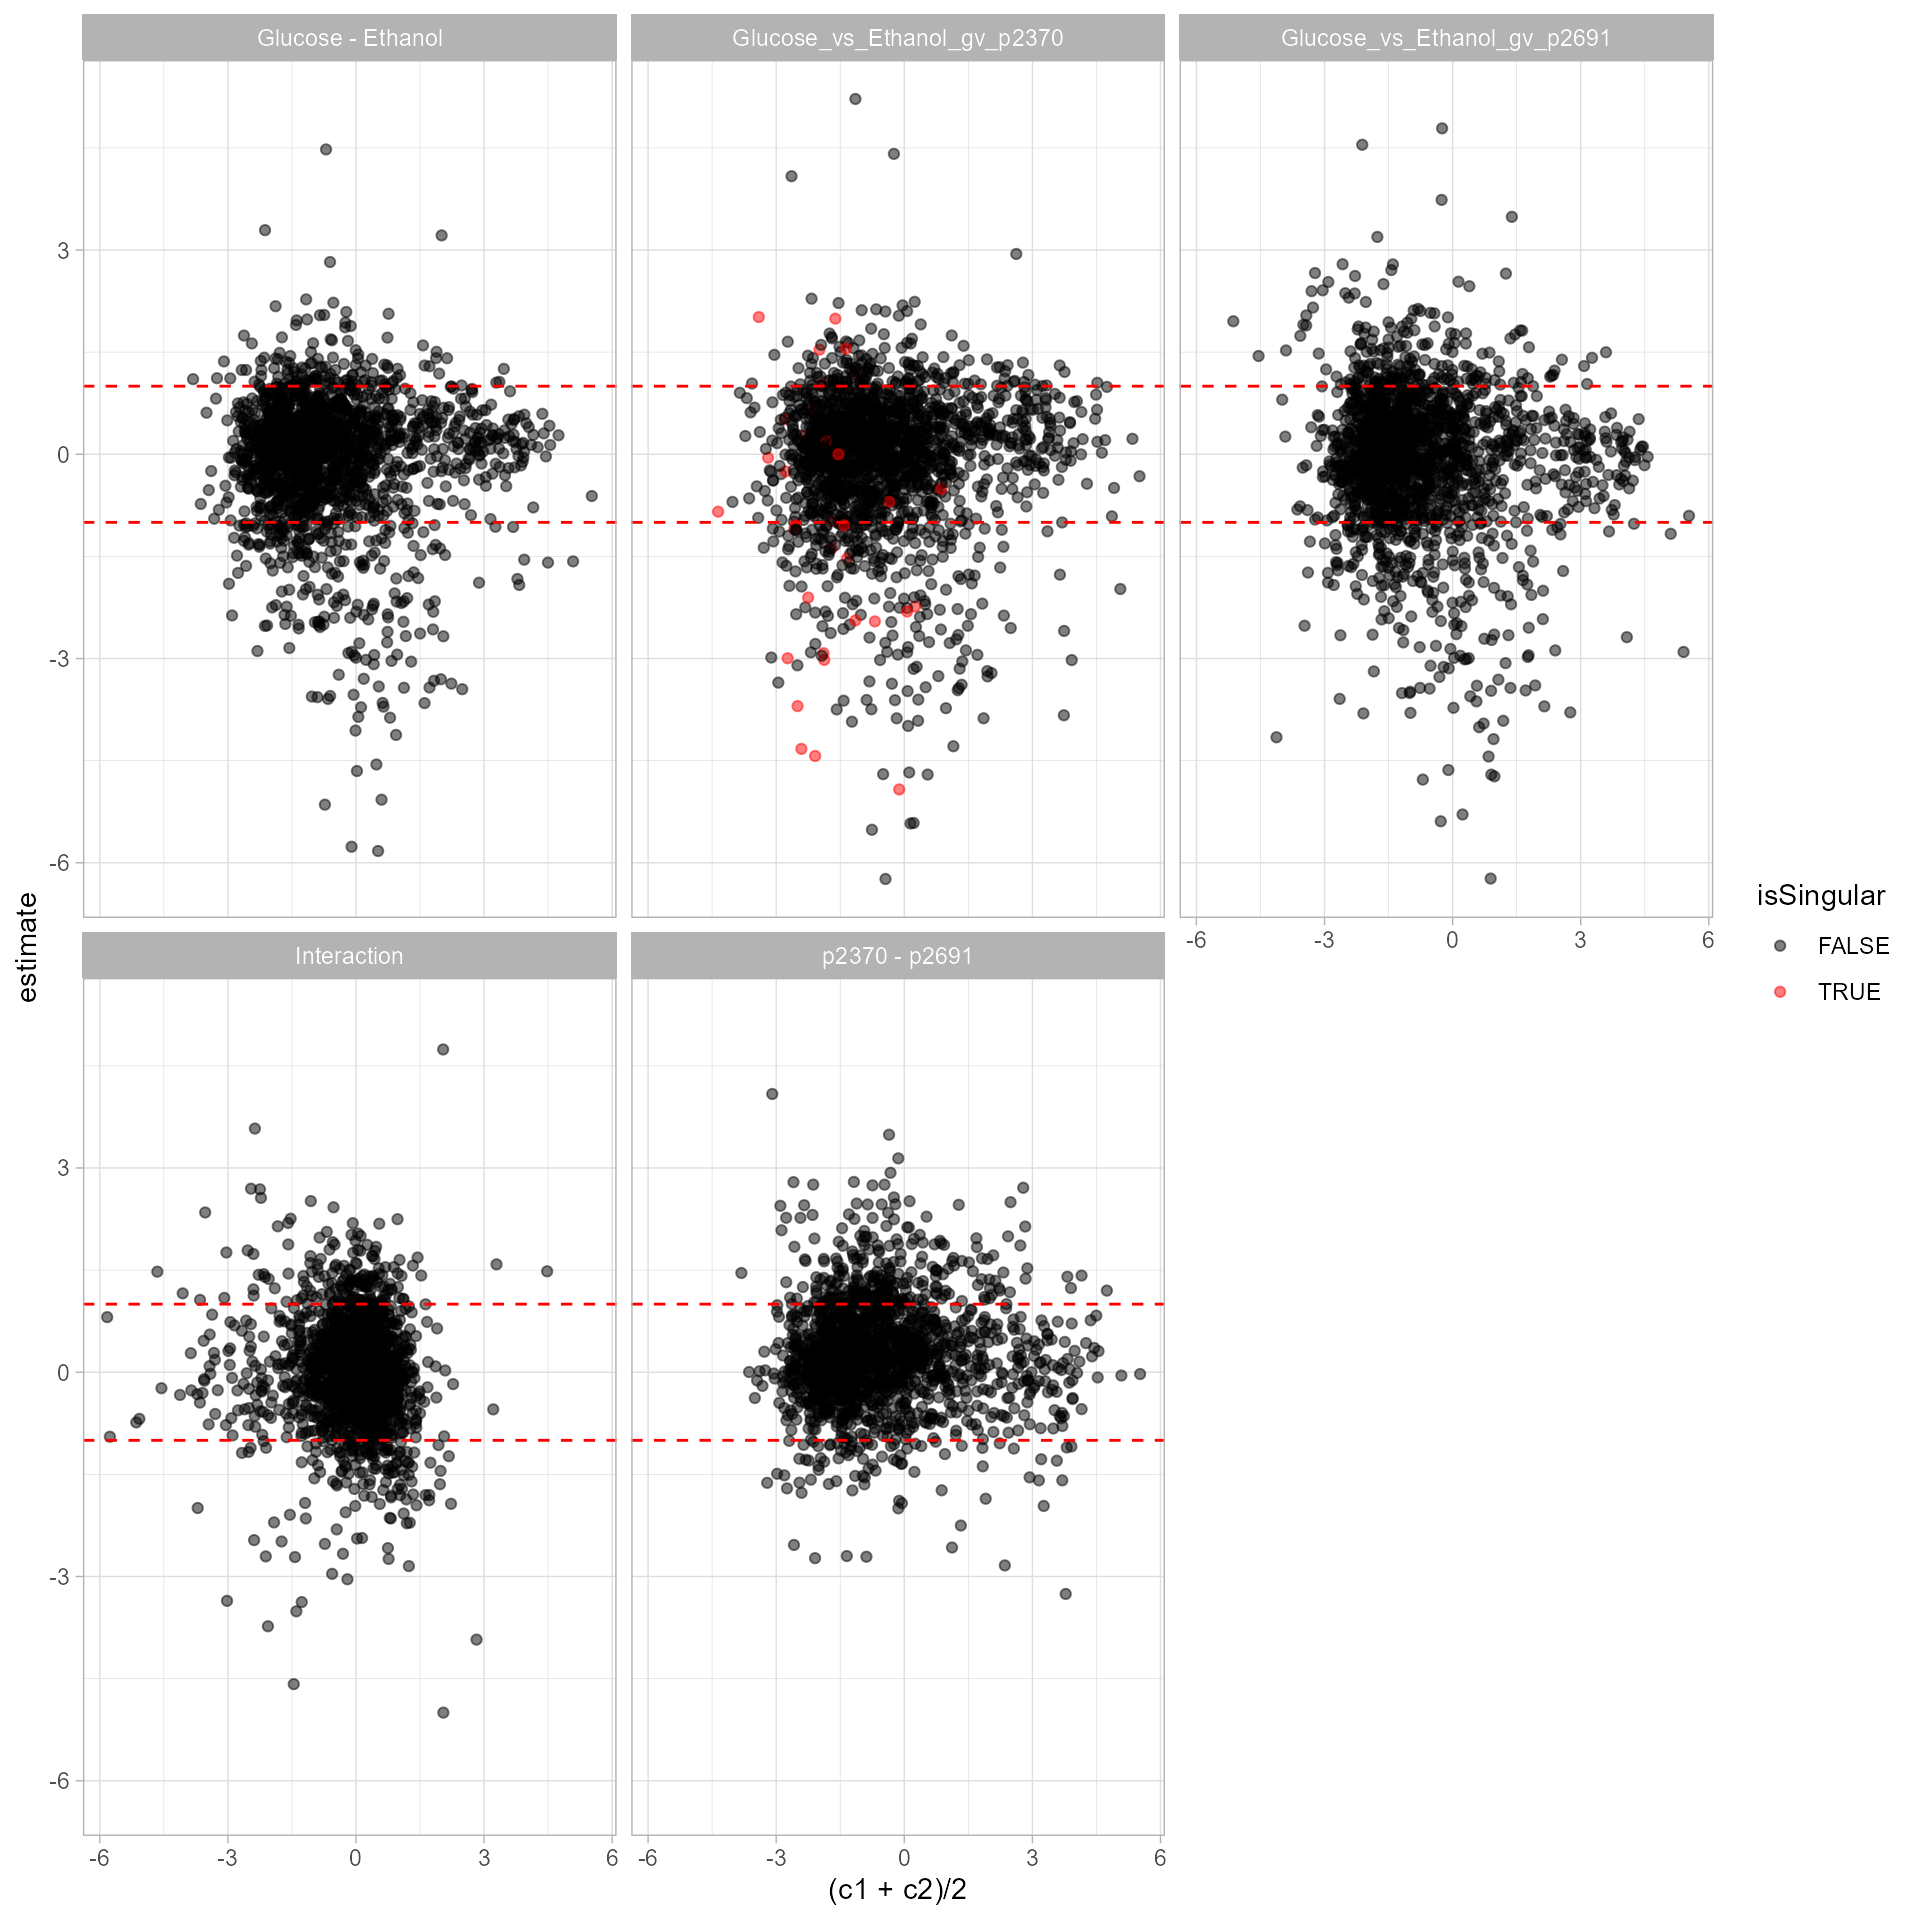 Glucose - Ethanol
Glucose_vs_Ethanol_gv_p2370
Glucose_vs_Ethanol_gv_p2691
3
0
-3
-6
-6 -3 0 3 6
estimate
isSingular
FALSE
TRUE
Interaction
p2370 - p2691
3
0
-3
-6
-6 -3 0 3 6
-6 -3 0 3 6
(c1 + c2)/2